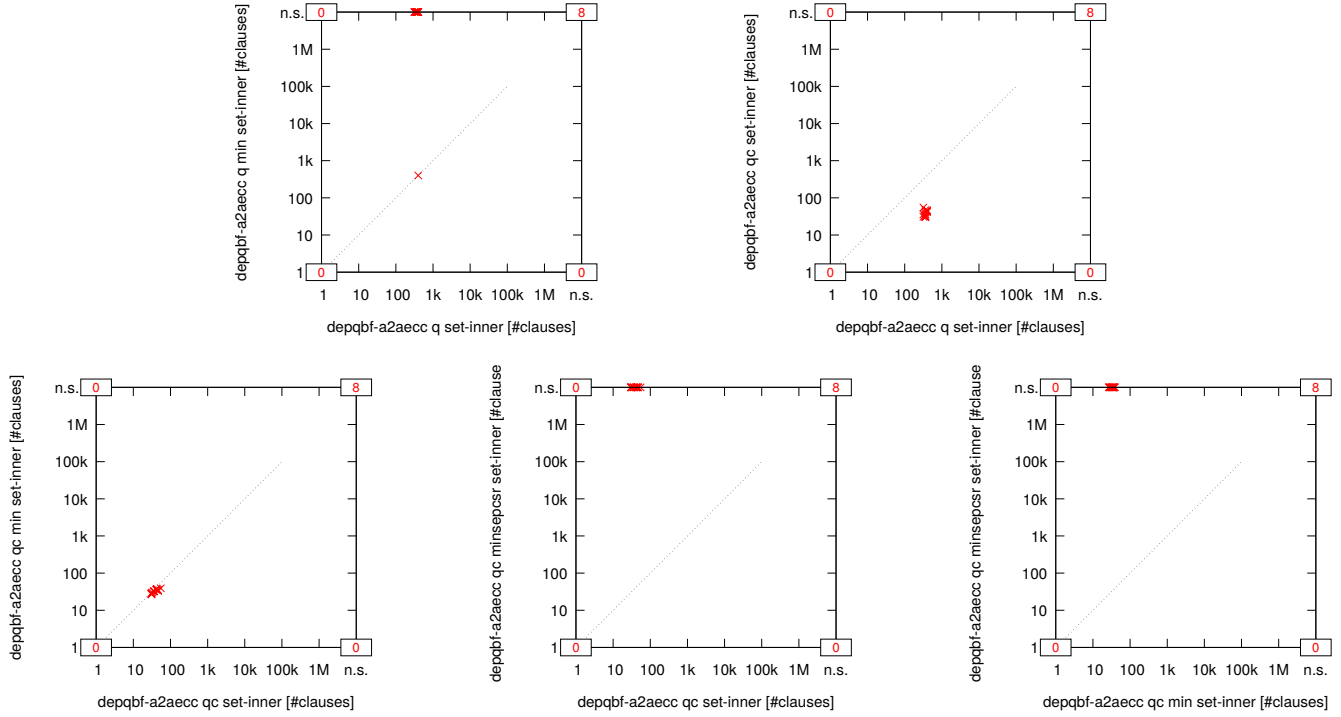 depqbf-a2aecc q min set-inner [#clauses]
n.s.
1M
100k
10k
1k
100
10
1
0
8
0
0
1 10 100 1k 10k 100k 1M n.s.
depqbf-a2aecc q set-inner [#clauses]
depqbf-a2aecc qc set-inner [#clauses]
n.s.
1M
100k
10k
1k
100
10
1
0
8
0
0
1 10 100 1k 10k 100k 1M n.s.
depqbf-a2aecc q set-inner [#clauses]
depqbf-a2aecc qc min set-inner [#clauses]
n.s.
1M
100k
10k
1k
100
10
1
0
8
0
0
1 10 100 1k 10k 100k 1M n.s.
depqbf-a2aecc qc set-inner [#clauses]
depqbf-a2aecc qc minsepcsr set-inner [#clause
n.s.
1M
100k
10k
1k
100
10
1
0
8
0
0
1 10 100 1k 10k 100k 1M n.s.
depqbf-a2aecc qc set-inner [#clauses]
depqbf-a2aecc qc minsepcsr set-inner [#clause
n.s.
1M
100k
10k
1k
100
10
1
0
8
0
0
1 10 100 1k 10k 100k 1M n.s.
depqbf-a2aecc qc min set-inner [#clauses]